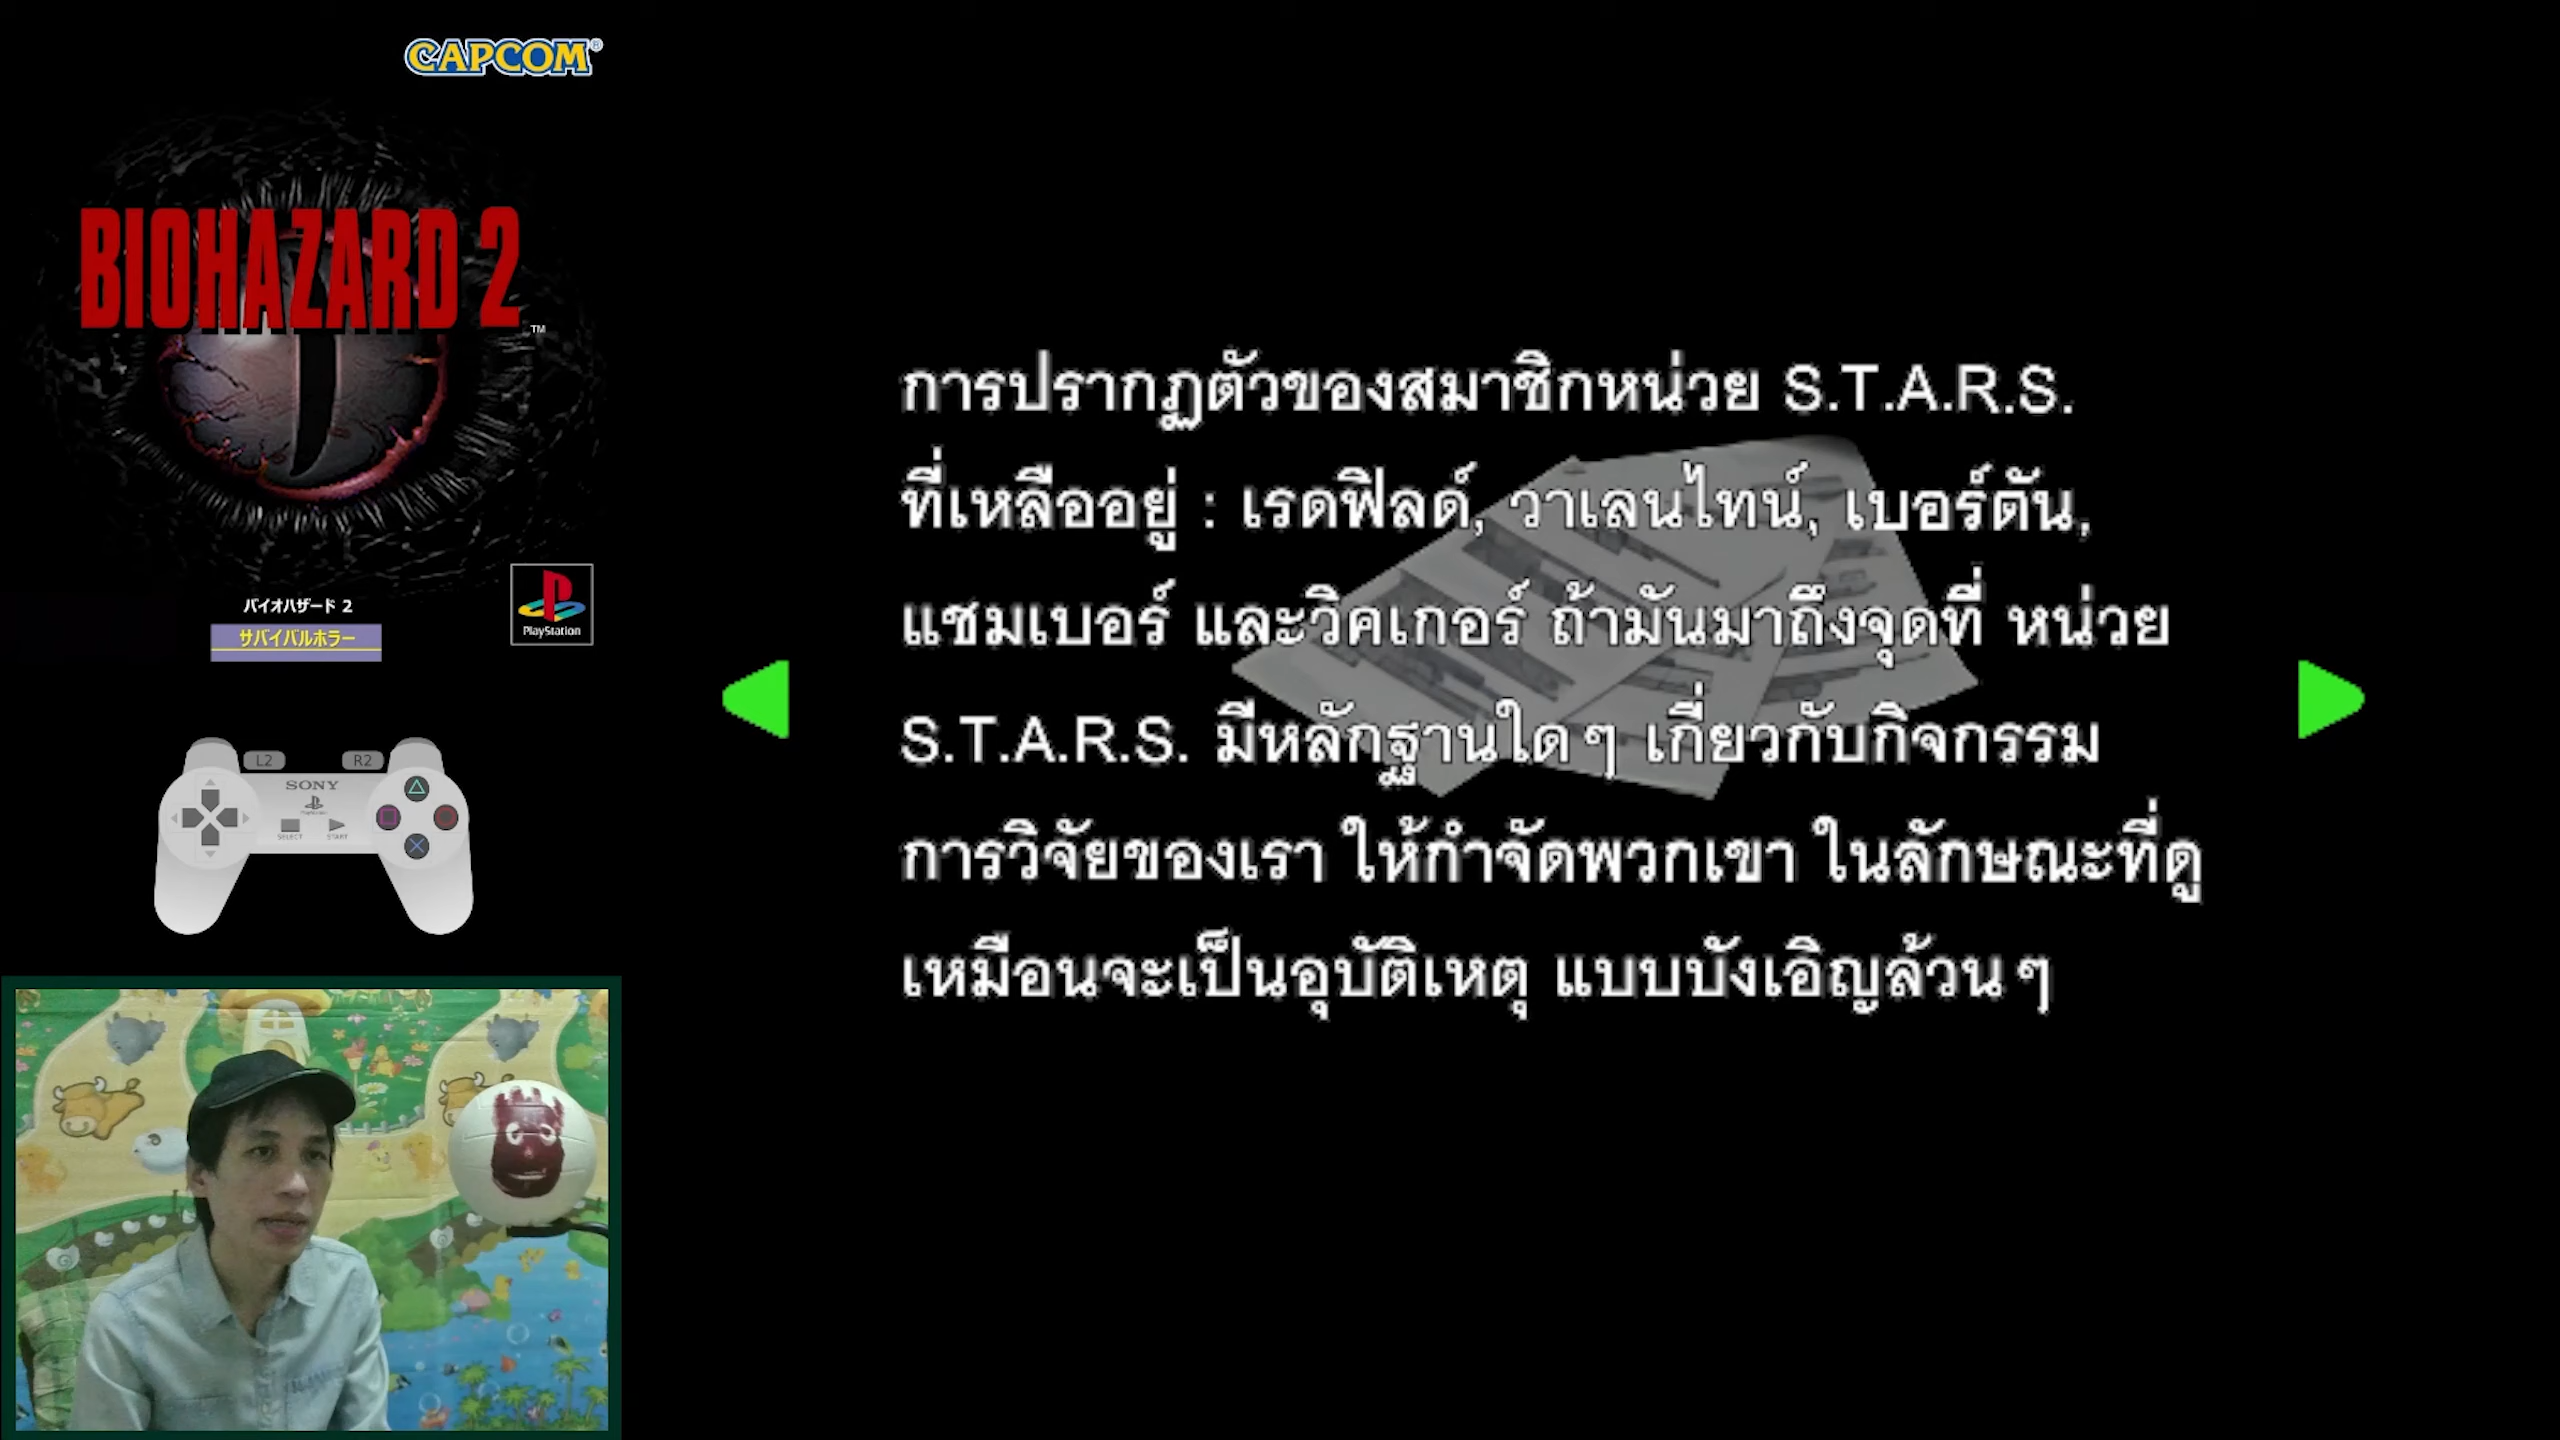 CAPCOM®
BIOHAZARD 2
TM
バイオハザード 2
サバイバルホラー
PlayStation
L2
R2
SONY
SELECT
START
การปรากฏตัวของสมาชิกหน่วย S.T.A.R.S.
ที่เหลืออยู่ : เรดฟิลด์, วาเลนไทน์, เบอร์ตัน,
แชมเบอร์ และวิคเกอร์ ถ้ามันมาถึงจุดที่ หน่วย
S.T.A.R.S. มีหลักฐานใดๆ เกี่ยวกับกิจกรรม
การวิจัยของเรา ให้กำจัดพวกเขา ในลักษณะที่ดู
เหมือนจะเป็นอุบัติเหตุ แบบบังเอิญล้วนๆ